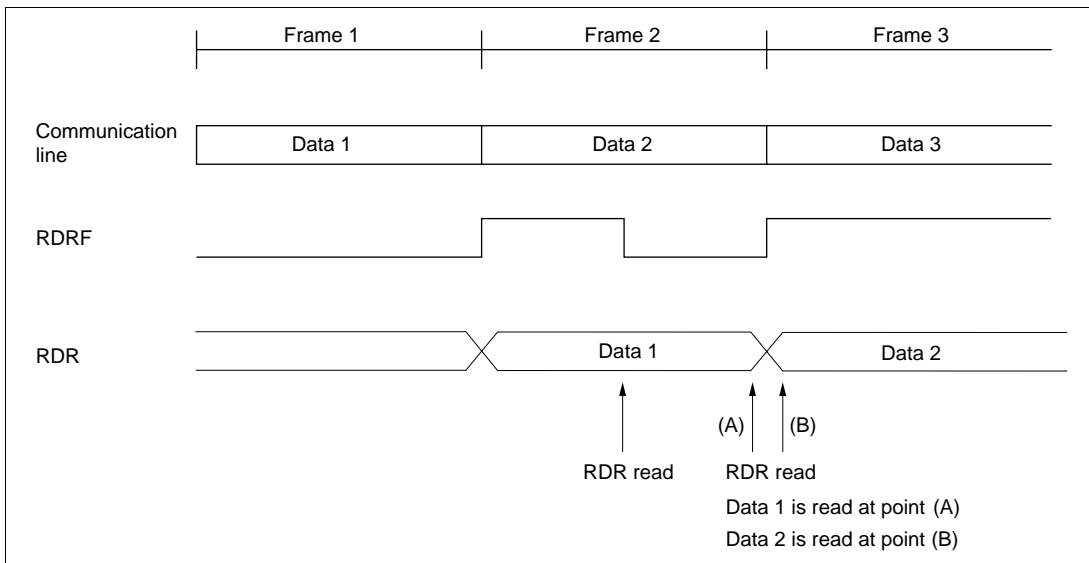 Frame 1 Frame 2 Frame 3
Communication
line
Data 1 Data 2 Data 3
RDRF
RDR
Data 1 Data 2
(A) (B)
RDR read RDR read
Data 1 is read at point (A)
Data 2 is read at point (B)